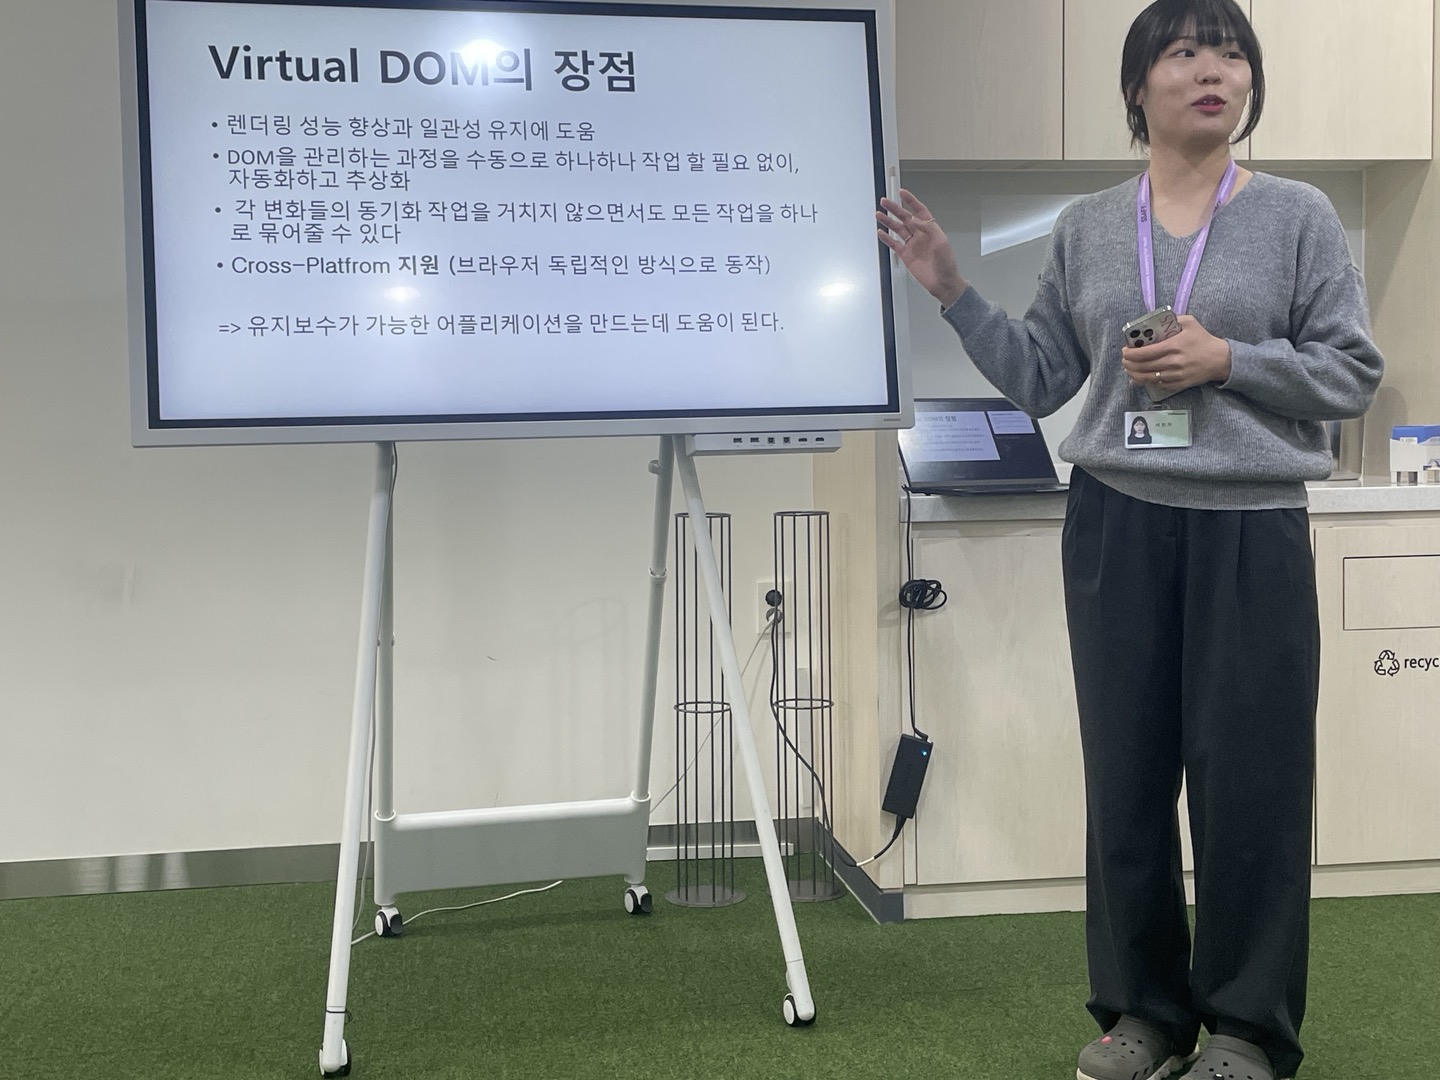 Virtual DOM의 장점
• 렌더링 성능 향상과 일관성 유지에 도움
• DOM을 관리하는 과정을 수동으로 하나하나 작업 할 필요 없이,
자동화하고 추상화
• 각 변화들의 동기화 작업을 거치지 않으면서도 모든 작업을 하나
로 묶어줄 수 있다
• Cross-Platfrom 지원 (브라우저 독립적인 방식으로 동작)
=> 유지보수가 가능한 어플리케이션을 만드는데 도움이 된다.
recyc